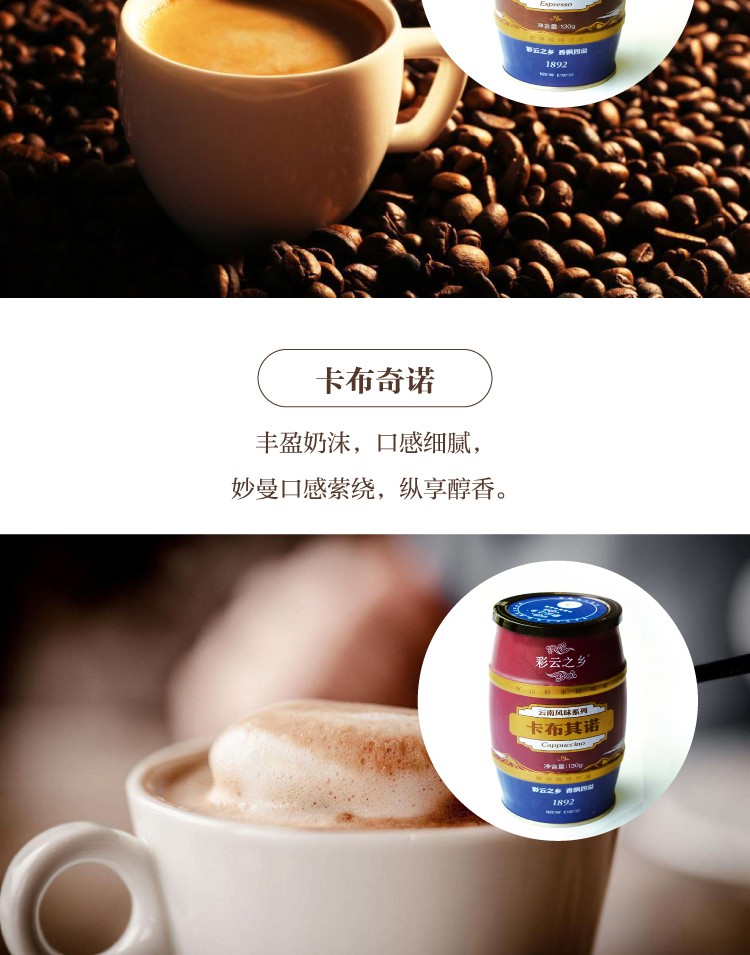 Espresso
净含量:130g
彩云之乡 香飘四溢
1892
卡布奇诺
丰盈奶沫，口感细腻，
妙曼口感萦绕，纵享醇香。
彩云之乡
云南风味系列
卡布其诺
Cappuccino
净含量:130g
彩云之乡 香飘四溢
1892